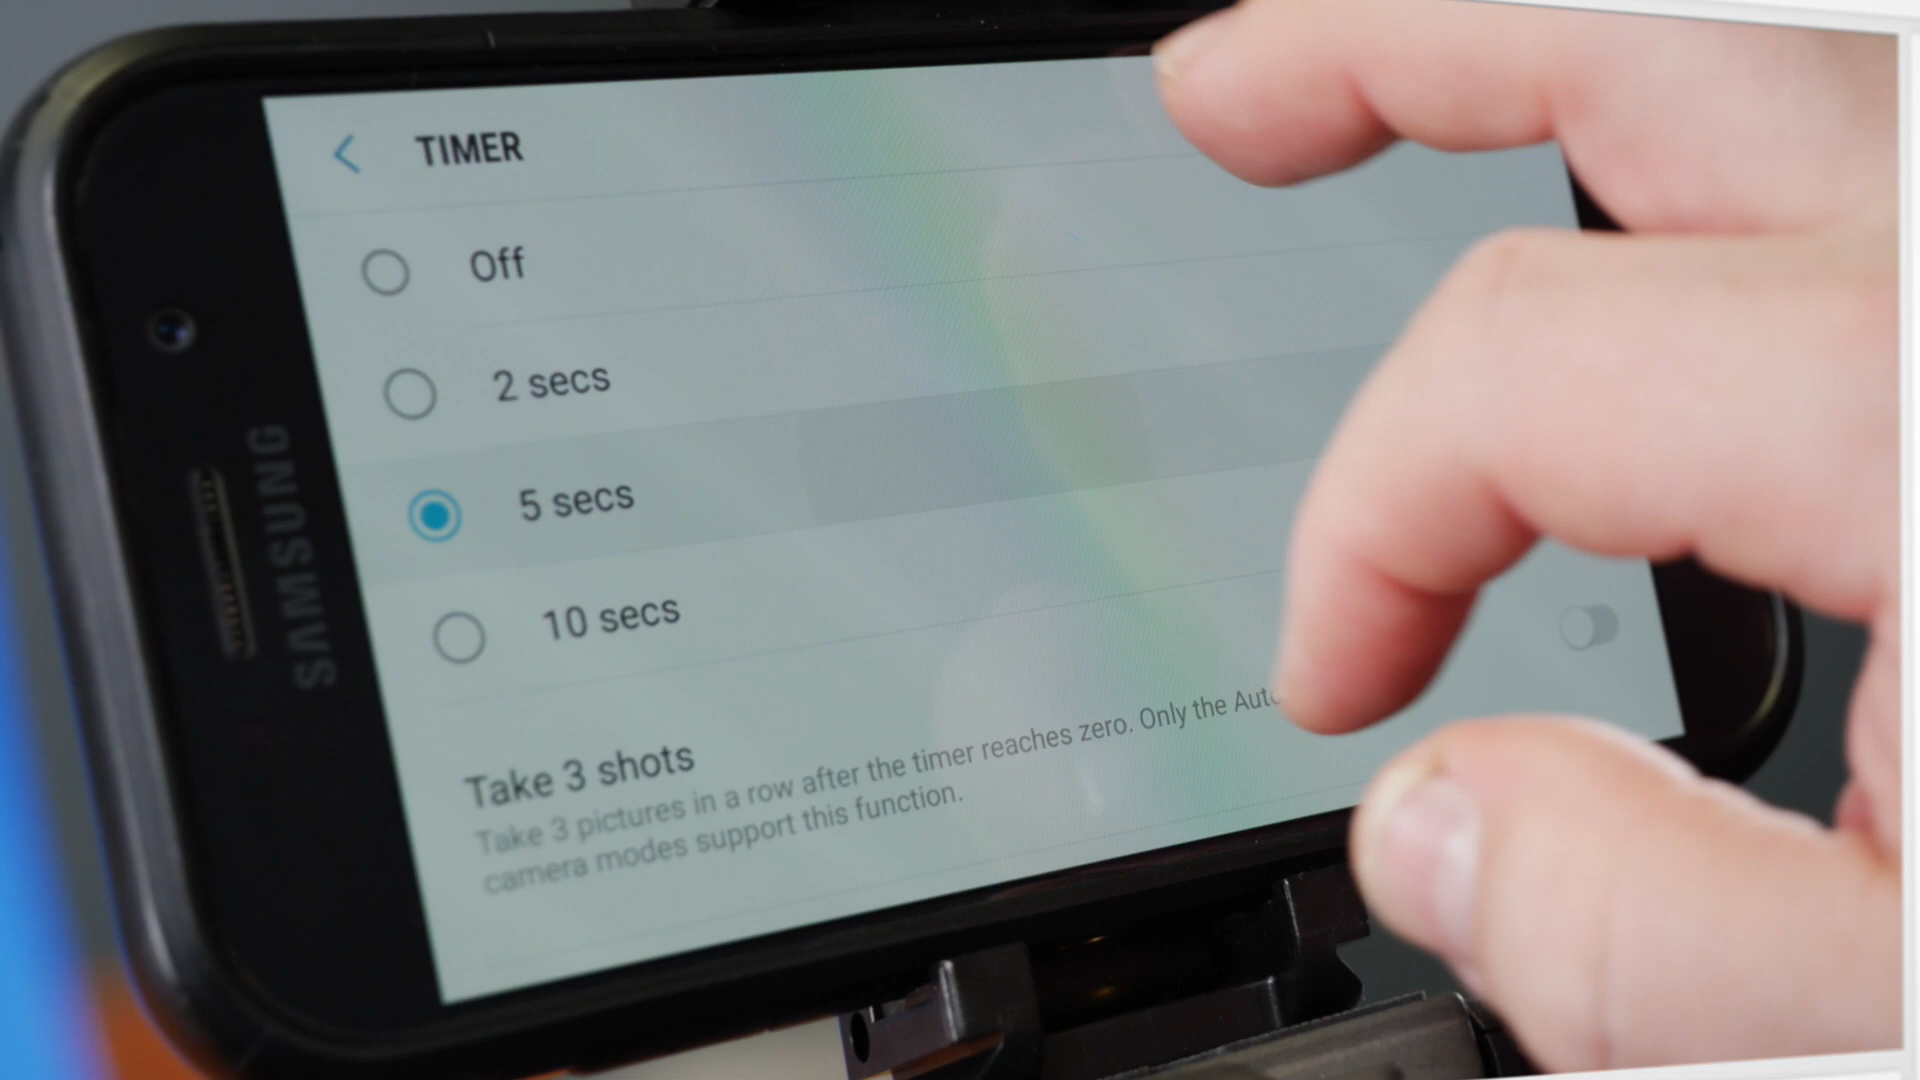 TIMER
Off
2 secs
5 secs
10 secs
Take 3 shots
Take 3 pictures in a row after the timer reaches zero. Only the
camera modes support this function.
SAMSUNG